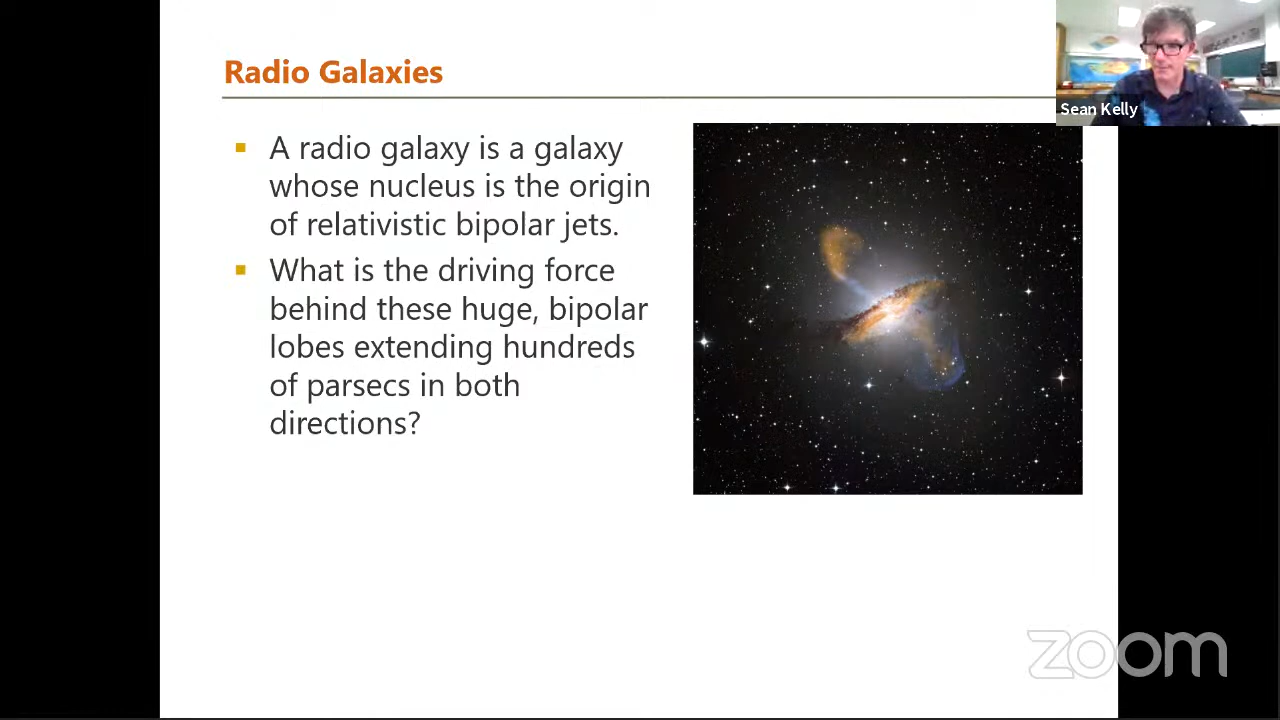 Radio Galaxies
Sean Kelly
A radio galaxy is a galaxy
whose nucleus is the origin
of relativistic bipolar jets.
What is the driving force
behind these huge, bipolar
lobes extending hundreds
of parsecs in both
directions?
zoom